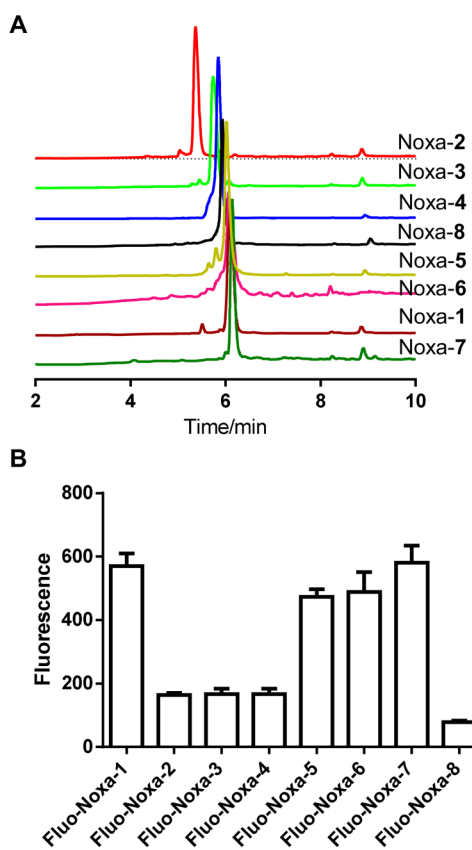 A
Noxa-2
Noxa-3
Noxa-4
Noxa-8
Noxa-5
Noxa-6
Noxa-1
Noxa-7
2 4 6 8 10
Time/min
B
800
600
400
200
0
Fluorescence
Fluo-Noxa-1
Fluo-Noxa-2
Fluo-Noxa-3
Fluo-Noxa-4
Fluo-Noxa-5
Fluo-Noxa-6
Fluo-Noxa-7
Fluo-Noxa-8